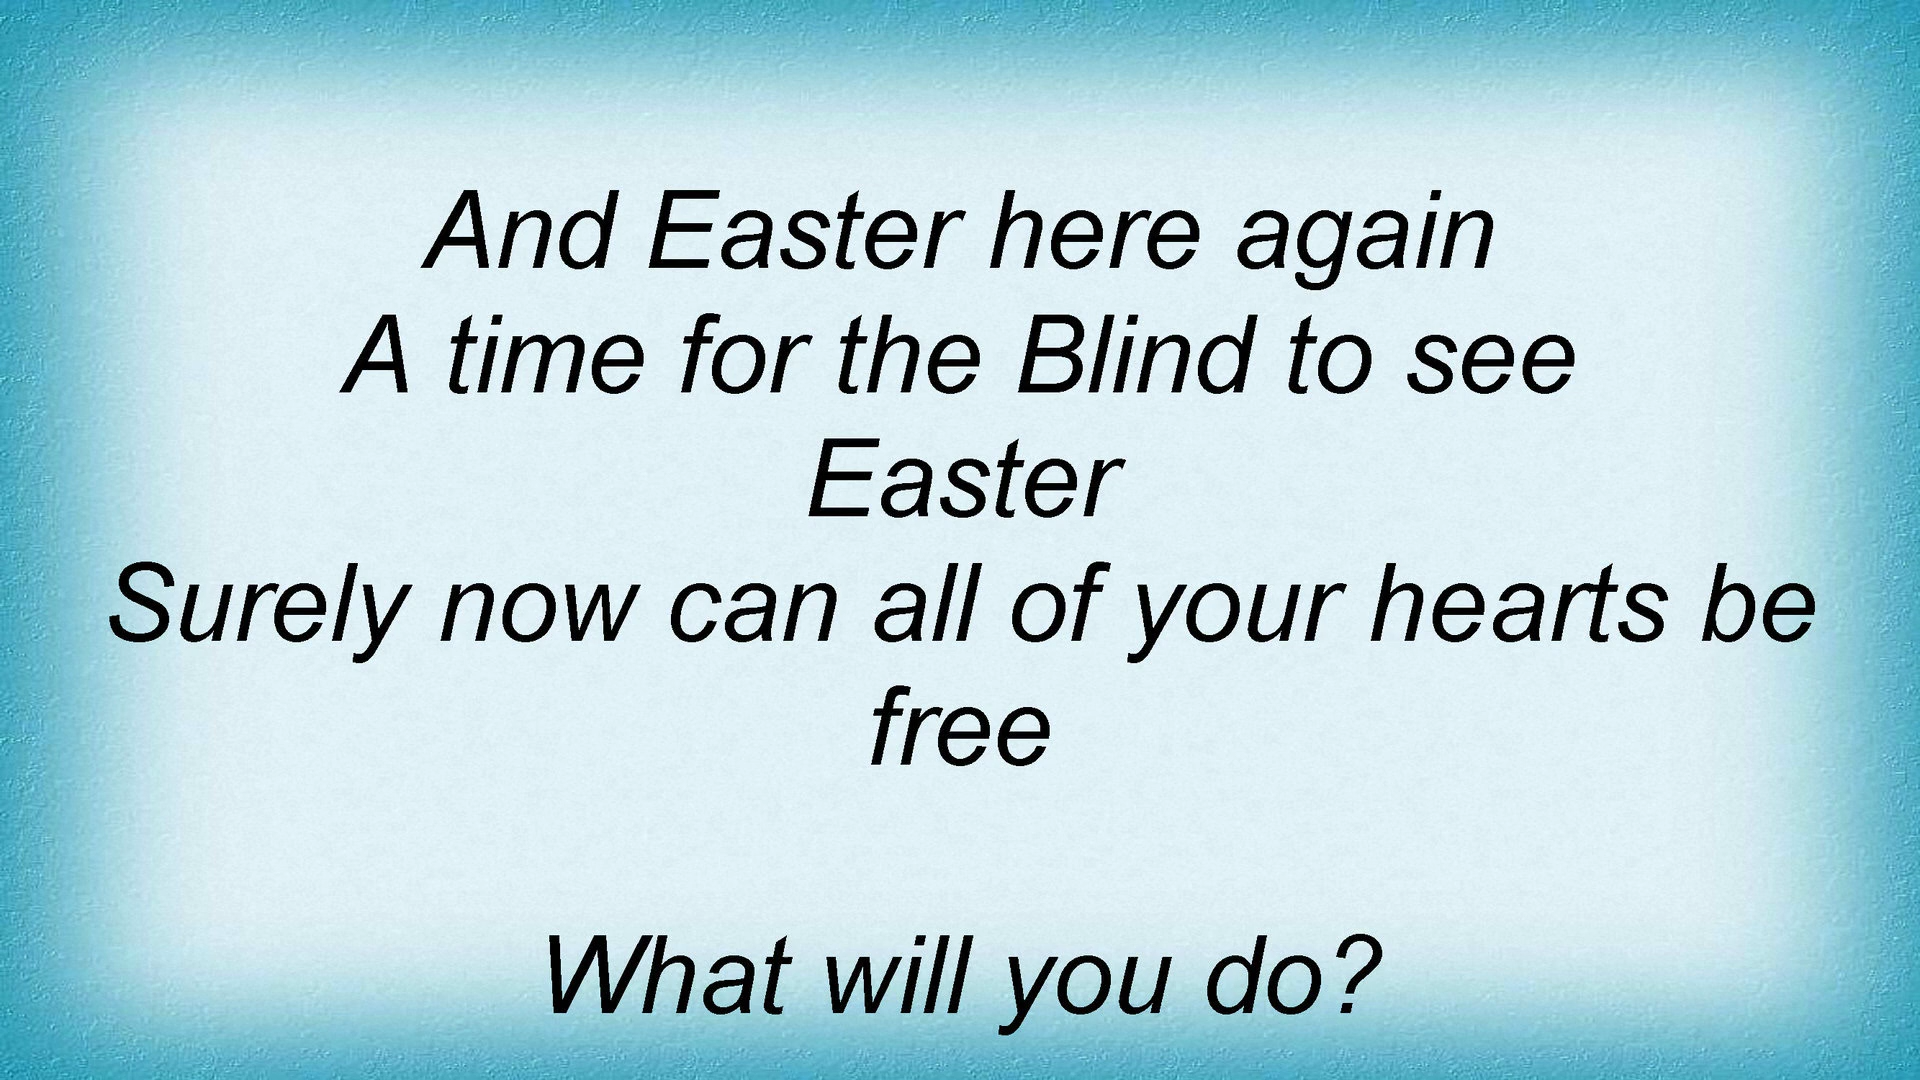 And Easter here again
A time for the Blind to see
Easter
Surely now can all of your hearts be
free
What will you do?